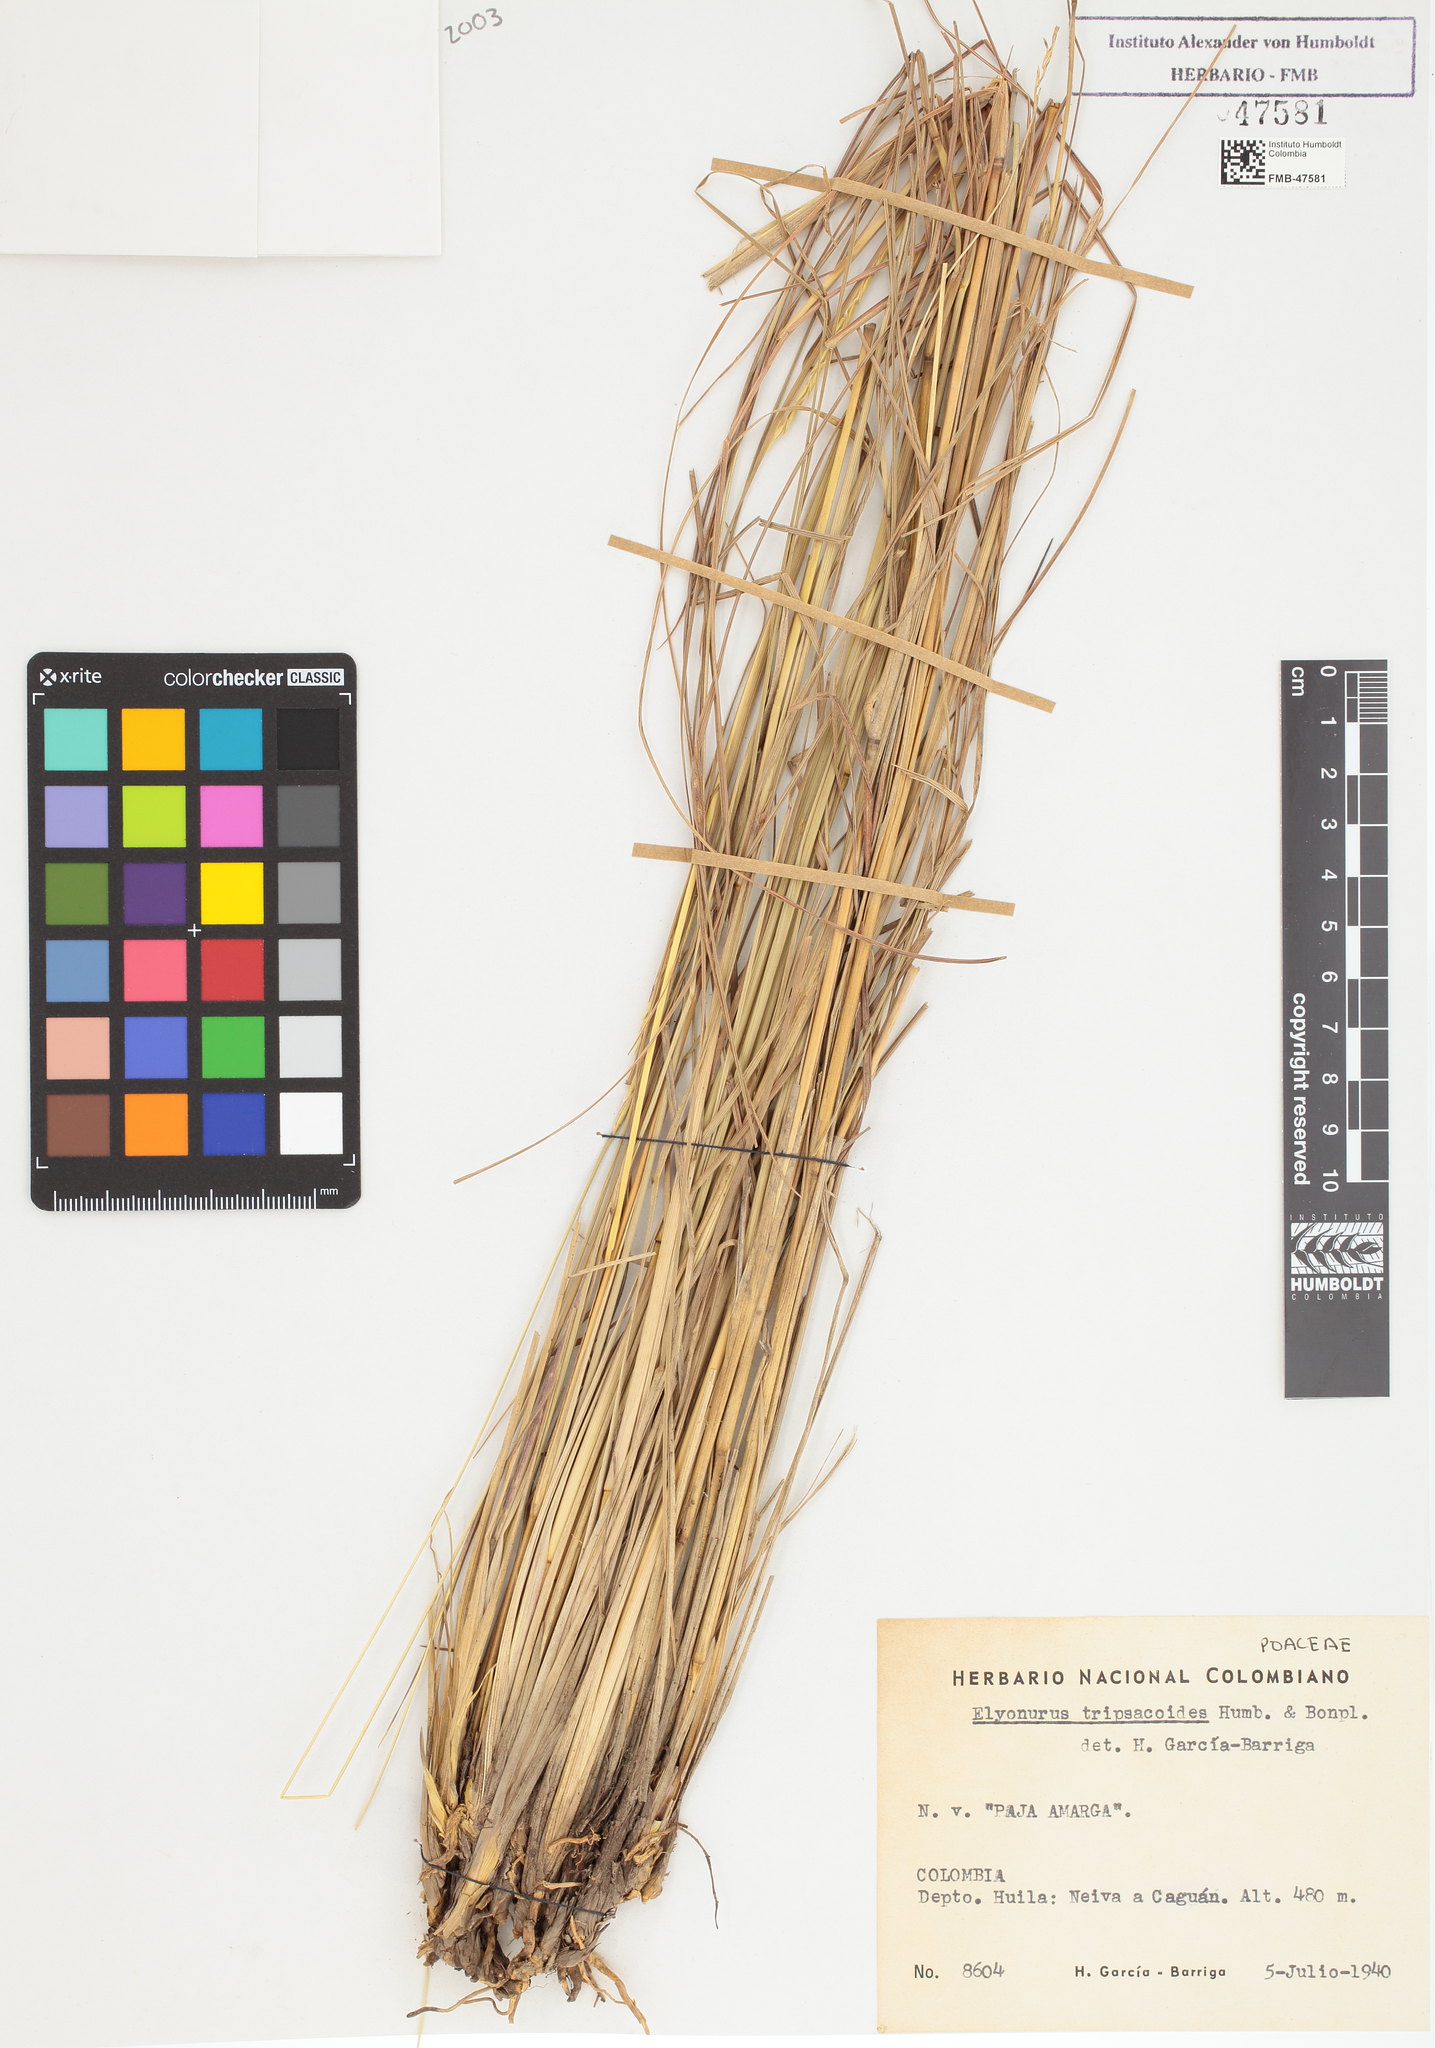 2003
Instituto Alexander von Humboldt
HERBARIO - FMB
047581
Instituto Humboldt
Colombia
FMB-47581
x·rite colorchecker CLASSIC
mm
cm
0 1 2 3 4 5 6 7 8 9 10
copyright reserved
INSTITUTO
HUMBOLDT
COLOMBIA
POACEAE
HERBARIO NACIONAL COLOMBIANO
Elyonurus tripsacoides Humb. & Bonpl.
det. H. García-Barriga
N. v. "PAJA AMARGA".
COLOMBIA
Depto. Huila: Neiva a Caguán. Alt. 480 m.
No. 8604 H. García - Barriga 5-Julio-1940